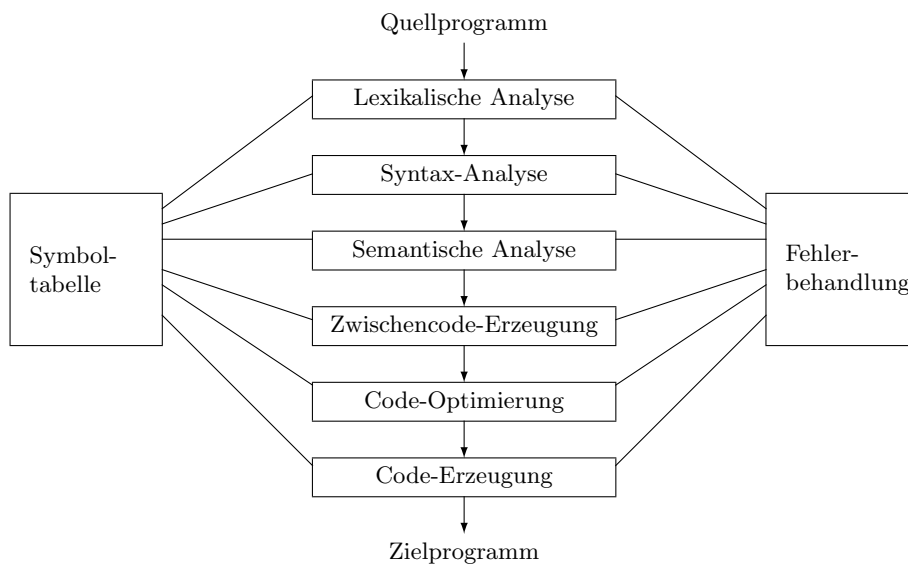 Quellprogramm
Lexikalische Analyse
Syntax-Analyse
Symbol-
tabelle
Semantische Analyse
Fehler-
behandlung
Zwischencode-Erzeugung
Code-Optimierung
Code-Erzeugung
Zielprogramm